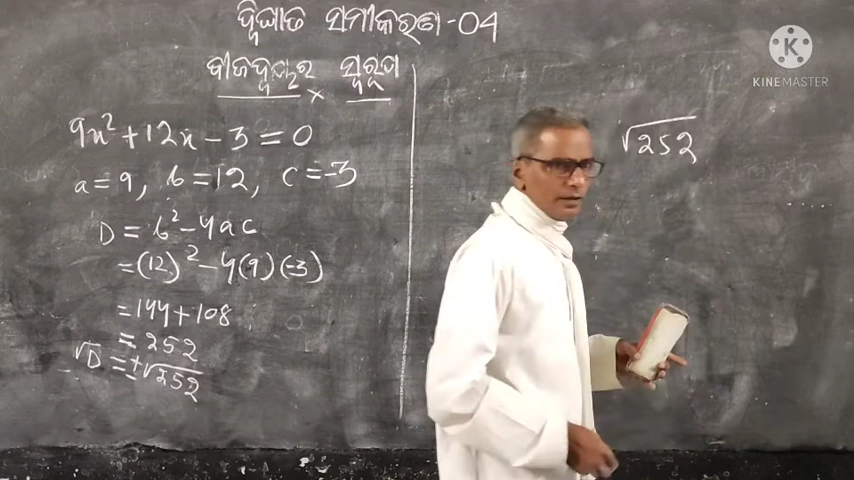 ଦ୍ୱିଘାତ ସମୀକରଣ-04
ବୀଜଦ୍ୱୟର ସ୍ୱରୂପ
9x² + 12x - 3 = 0
a = 9, b = 12, c = -3
D = b² - 4ac
= (12)² - 4(9)(-3)
= 144 + 108
= 252
√D = ±√252
√252
K
KINEMASTER